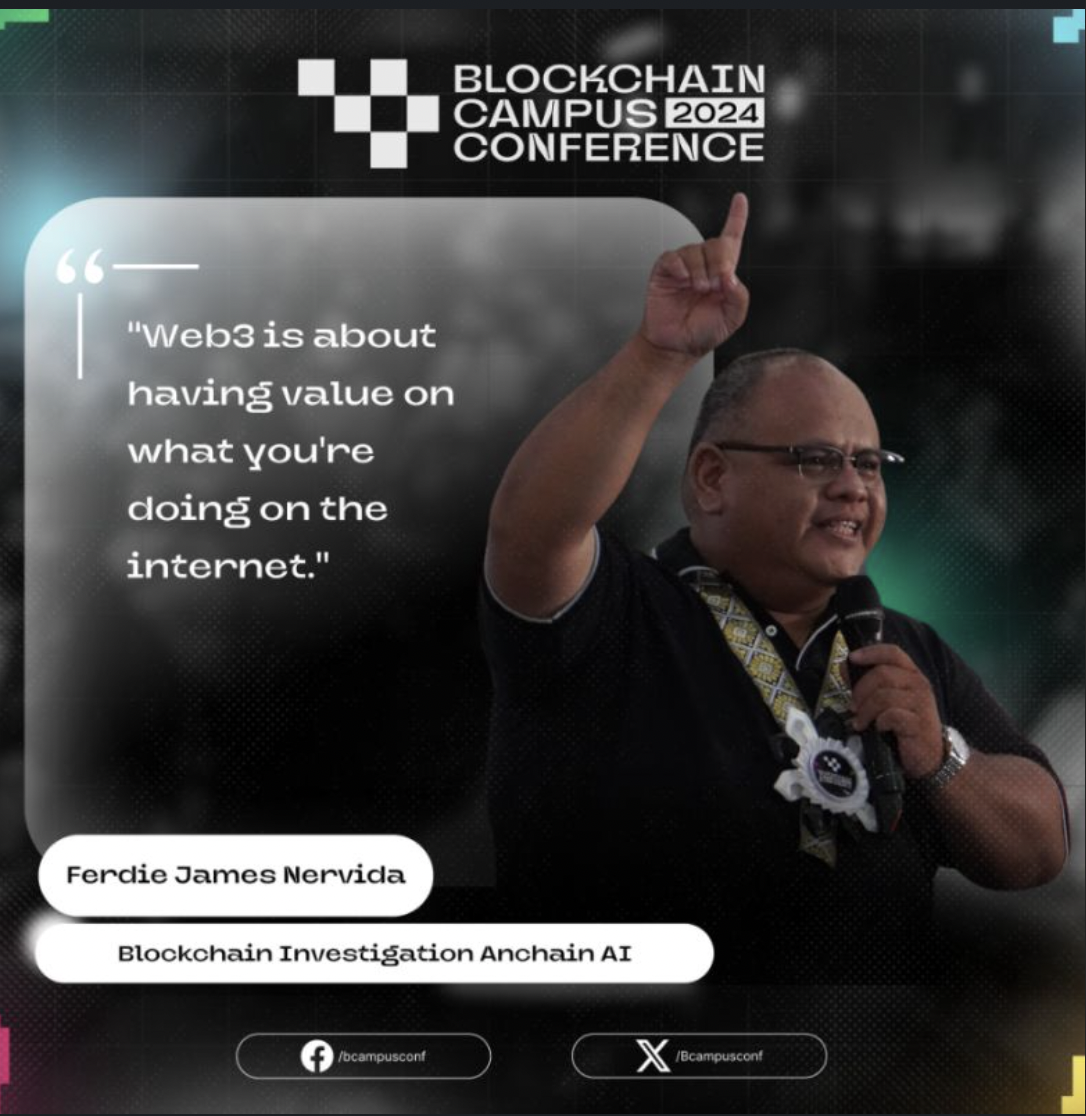 BLOCKCHAIN
CAMPUS 2024
CONFERENCE
"Web3 is about
having value on
what you're
doing on the
internet."
Ferdie James Nervida
Blockchain Investigation Anchain AI
/bcampusconf
/Bcampusconf